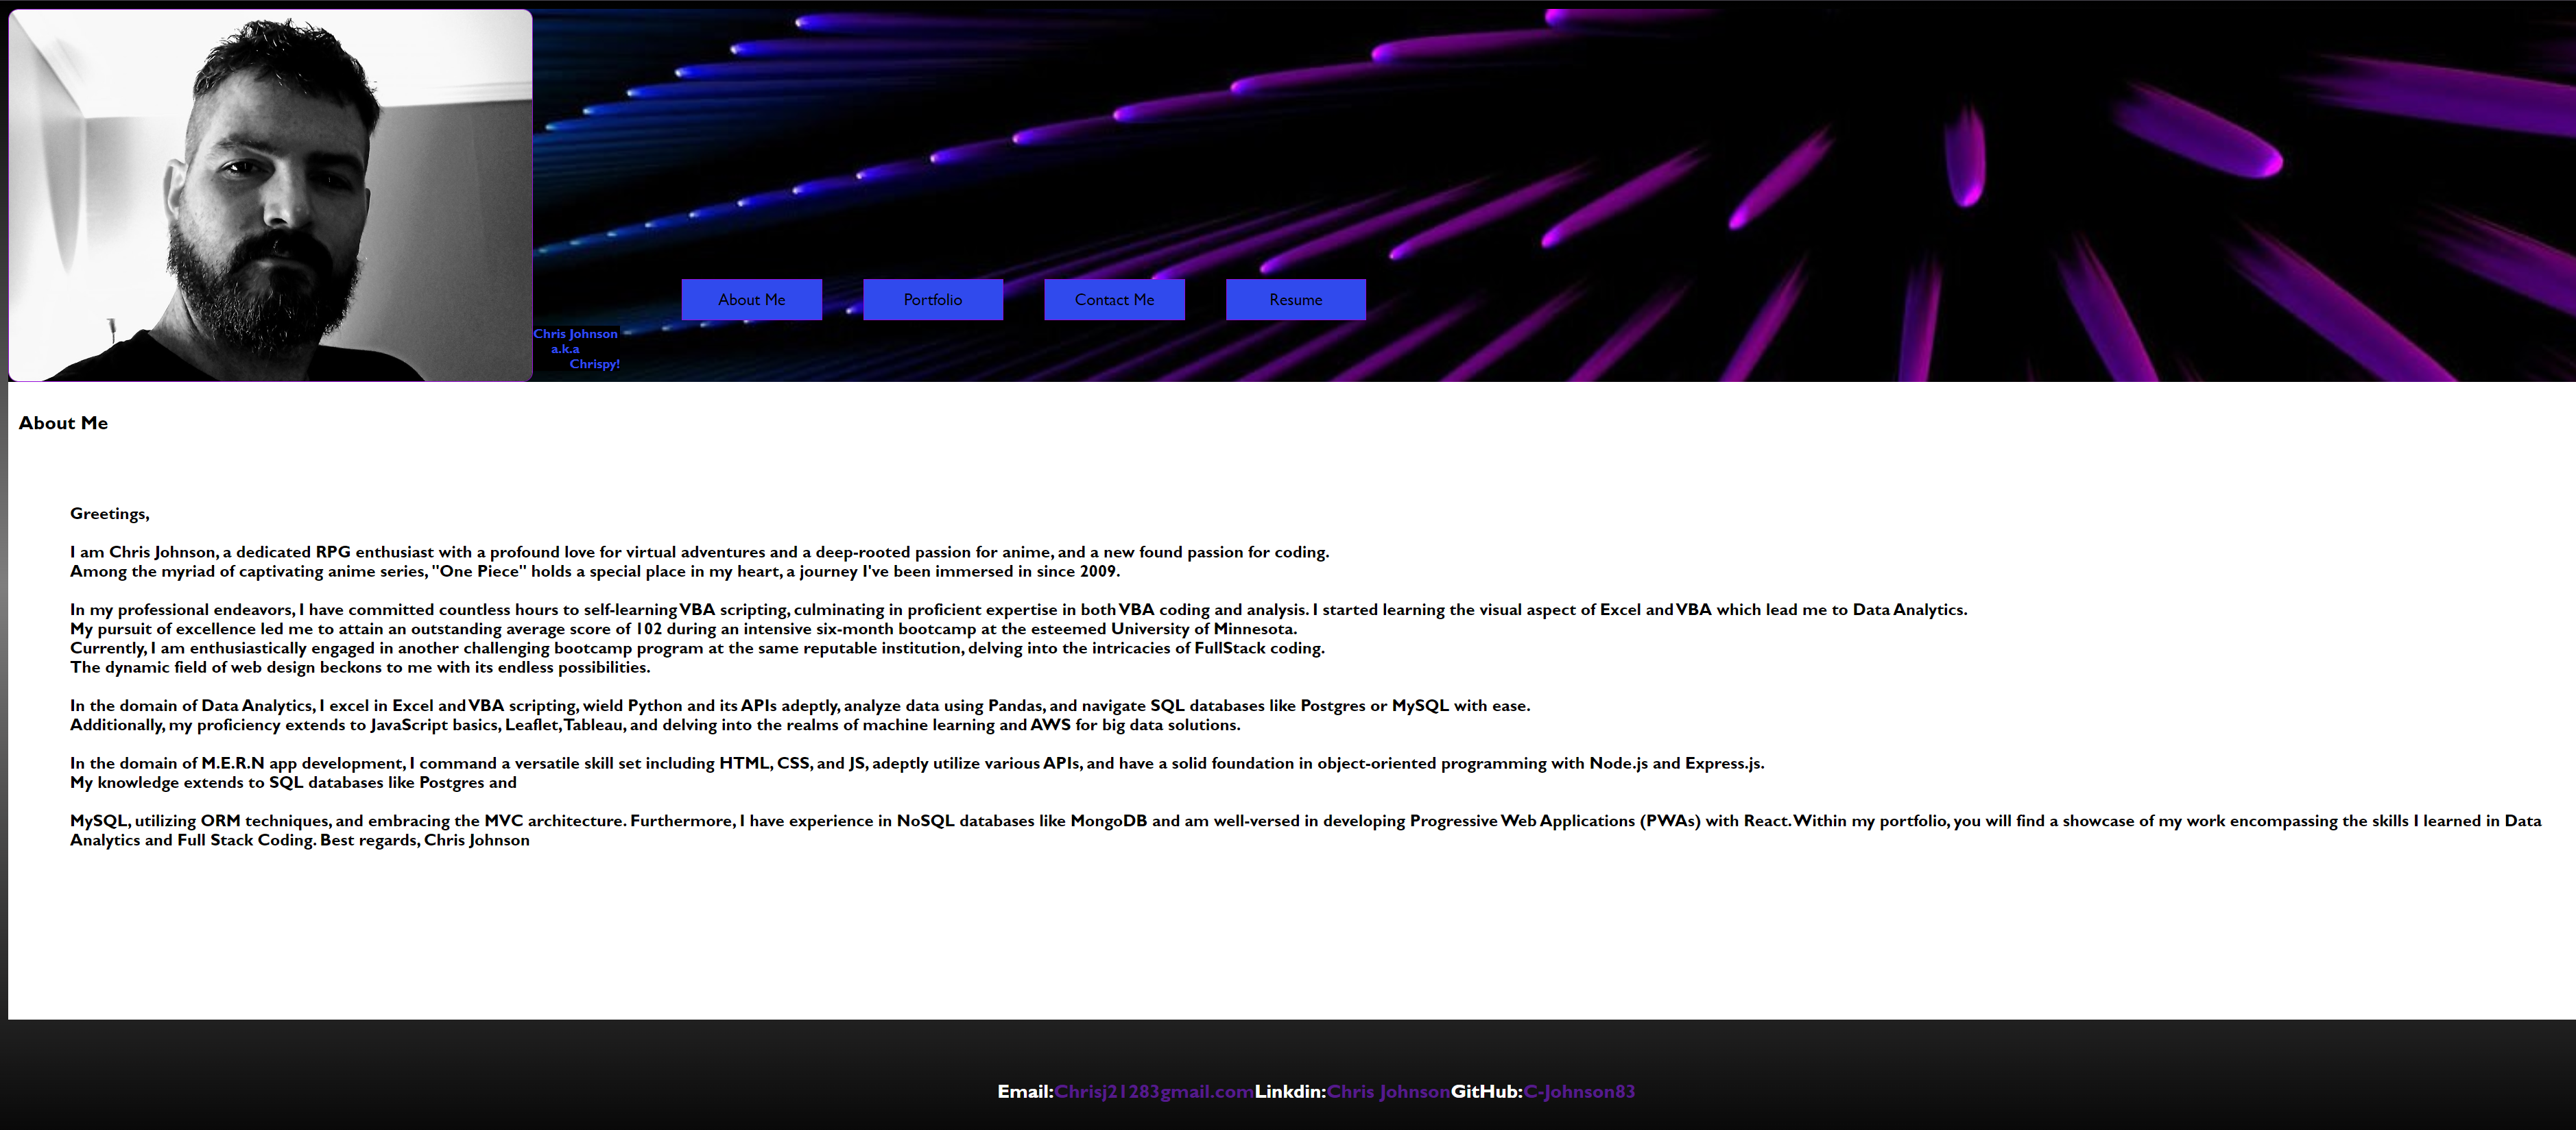 About Me
Portfolio
Contact Me
Resume
Chris Johnson
a.k.a
Chrispy!
About Me
Greetings,
I am Chris Johnson, a dedicated RPG enthusiast with a profound love for virtual adventures and a deep-rooted passion for anime, and a new found passion for coding.
Among the myriad of captivating anime series, "One Piece" holds a special place in my heart, a journey I've been immersed in since 2009.
In my professional endeavors, I have committed countless hours to self-learning VBA scripting, culminating in proficient expertise in both VBA coding and analysis. I started learning the visual aspect of Excel and VBA which lead me to Data Analytics.
My pursuit of excellence led me to attain an outstanding average score of 102 during an intensive six-month bootcamp at the esteemed University of Minnesota.
Currently, I am enthusiastically engaged in another challenging bootcamp program at the same reputable institution, delving into the intricacies of FullStack coding.
The dynamic field of web design beckons to me with its endless possibilities.
In the domain of Data Analytics, I excel in Excel and VBA scripting, wield Python and its APIs adeptly, analyze data using Pandas, and navigate SQL databases like Postgres or MySQL with ease.
Additionally, my proficiency extends to JavaScript basics, Leaflet, Tableau, and delving into the realms of machine learning and AWS for big data solutions.
In the domain of M.E.R.N app development, I command a versatile skill set including HTML, CSS, and JS, adeptly utilize various APIs, and have a solid foundation in object-oriented programming with Node.js and Express.js.
My knowledge extends to SQL databases like Postgres and
MySQL, utilizing ORM techniques, and embracing the MVC architecture. Furthermore, I have experience in NoSQL databases like MongoDB and am well-versed in developing Progressive Web Applications (PWAs) with React. Within my portfolio, you will find a showcase of my work encompassing the skills I learned in Data
Analytics and Full Stack Coding. Best regards, Chris Johnson
Email:Chrisj21283gmail.comLinkdin:Chris JohnsonGitHub:C-Johnson83